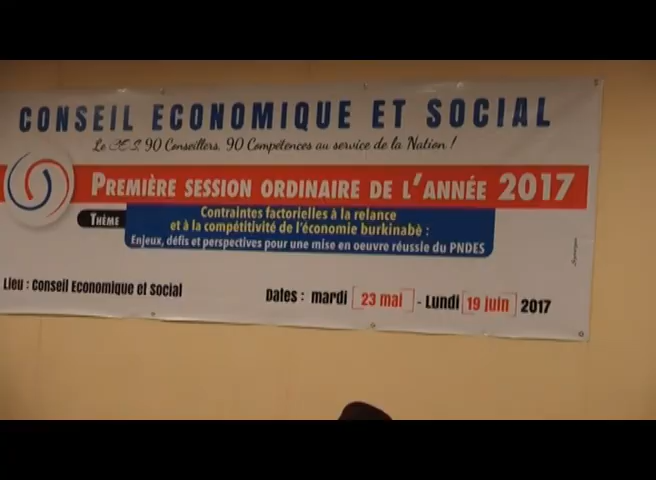 CONSEIL ECONOMIQUE ET SOCIAL
Le CES, 90 Conseillers, 90 Compétences au service de la Nation !
PREMIÈRE SESSION ORDINAIRE DE L'ANNÉE 2017
THÈME
Contraintes factorielles à la relance
et à la compétitivité de l'économie burkinabè :
Enjeux, défis et perspectives pour une mise en oeuvre réussie du PNDES
Lieu : Conseil Economique et Social
Dates : mardi 23 mai - Lundi 19 juin 2017